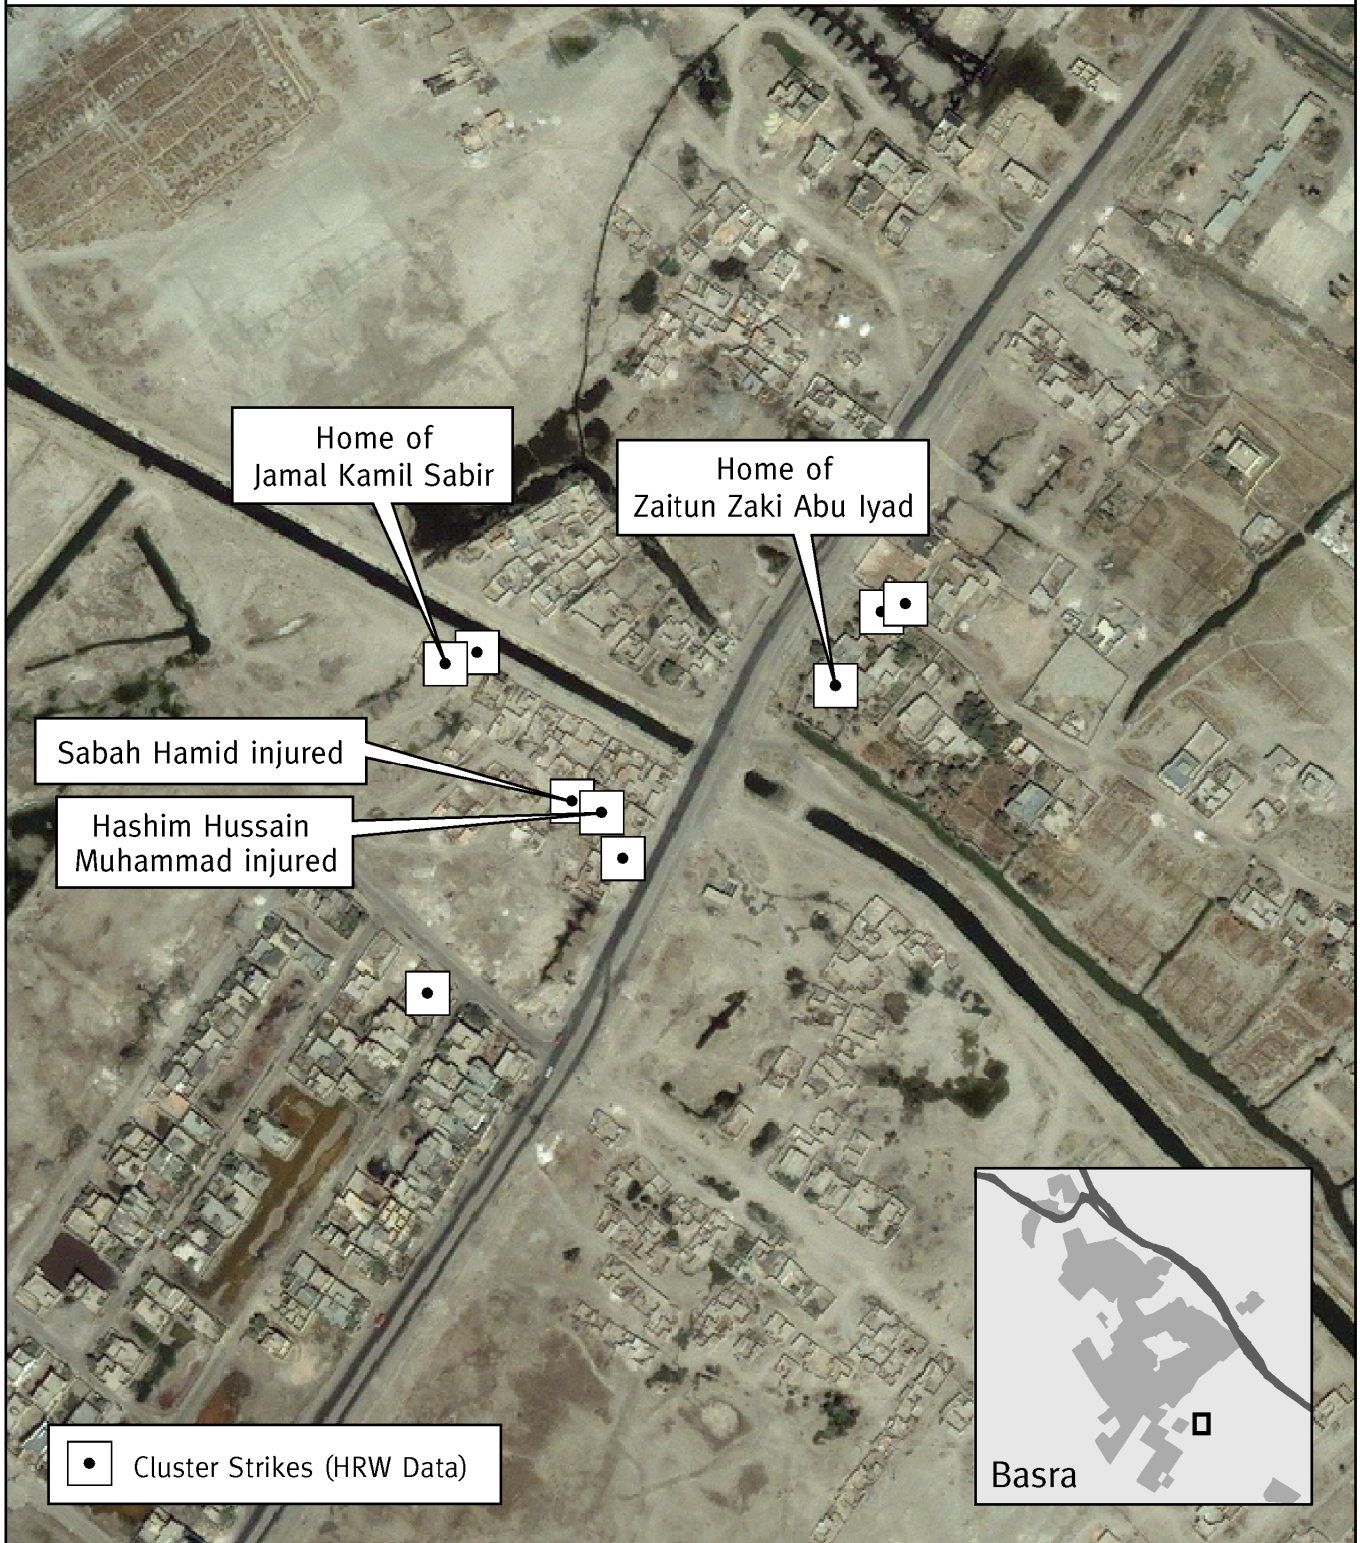 Home of
Jamal Kamil Sabir
Home of
Zaitun Zaki Abu Iyad
Sabah Hamid injured
Hashim Hussain
Muhammad injured
Cluster Strikes (HRW Data)
Basra